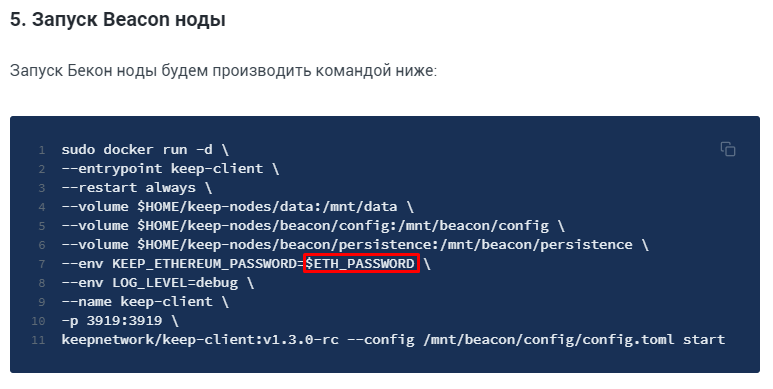 5. Запуск Beacon ноды
Запуск Бекон ноды будем производить командой ниже:
1 sudo docker run -d \
2 --entrypoint keep-client \
3 --restart always \
4 --volume $HOME/keep-nodes/data:/mnt/data \
5 --volume $HOME/keep-nodes/beacon/config:/mnt/beacon/config \
6 --volume $HOME/keep-nodes/beacon/persistence:/mnt/beacon/persistence \
7 --env KEEP_ETHEREUM_PASSWORD=$ETH_PASSWORD \
8 --env LOG_LEVEL=debug \
9 --name keep-client \
10 -p 3919:3919 \
11 keepnetwork/keep-client:v1.3.0-rc --config /mnt/beacon/config/config.toml start